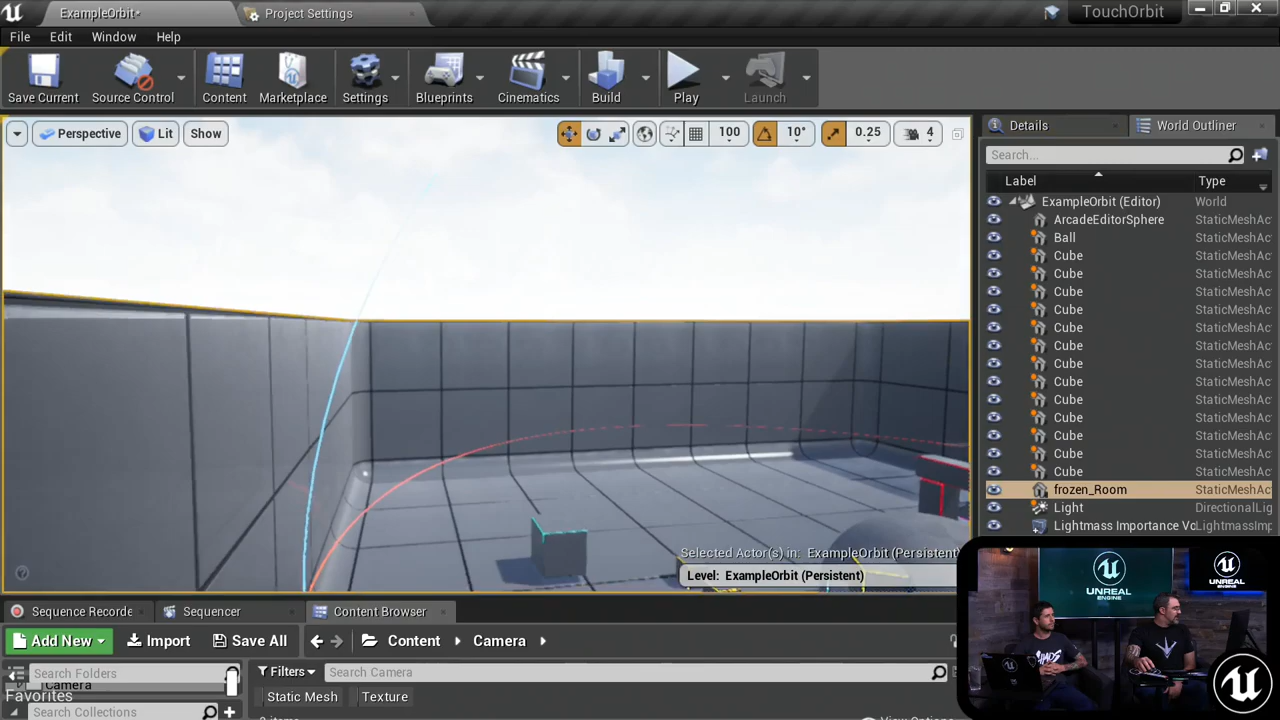 ExampleOrbit•
Project Settings
TouchOrbit
File Edit Window Help
Save Current
Source Control
Content
Marketplace
Settings
Blueprints
Cinematics
Build
Play
Launch
Perspective
Lit
Show
100
10°
0.25
4
Details
World Outliner
Search...
Label
Type
ExampleOrbit (Editor) World
ArcadeEditorSphere StaticMeshAc
Ball StaticMeshAc
Cube StaticMeshAc
Cube StaticMeshAc
Cube StaticMeshAc
Cube StaticMeshAc
Cube StaticMeshAc
Cube StaticMeshAc
Cube StaticMeshAc
Cube StaticMeshAc
Cube StaticMeshAc
Cube StaticMeshAc
Cube StaticMeshAc
Cube StaticMeshAc
Cube StaticMeshAc
frozen_Room StaticMeshAc
Light DirectionalLig
Lightmass Importance Vo LightmassImp
Selected Actor(s) in: ExampleOrbit (Persistent)
Level: ExampleOrbit (Persistent)
Sequence Recorde
Sequencer
Content Browser
Add New
Import
Save All
Content
Camera
Search Folders
Camera
Favorites
Search Collections
Filters
Search Camera
Static Mesh
Texture
View Options
UNREAL
ENGINE
UNREAL
ENGINE